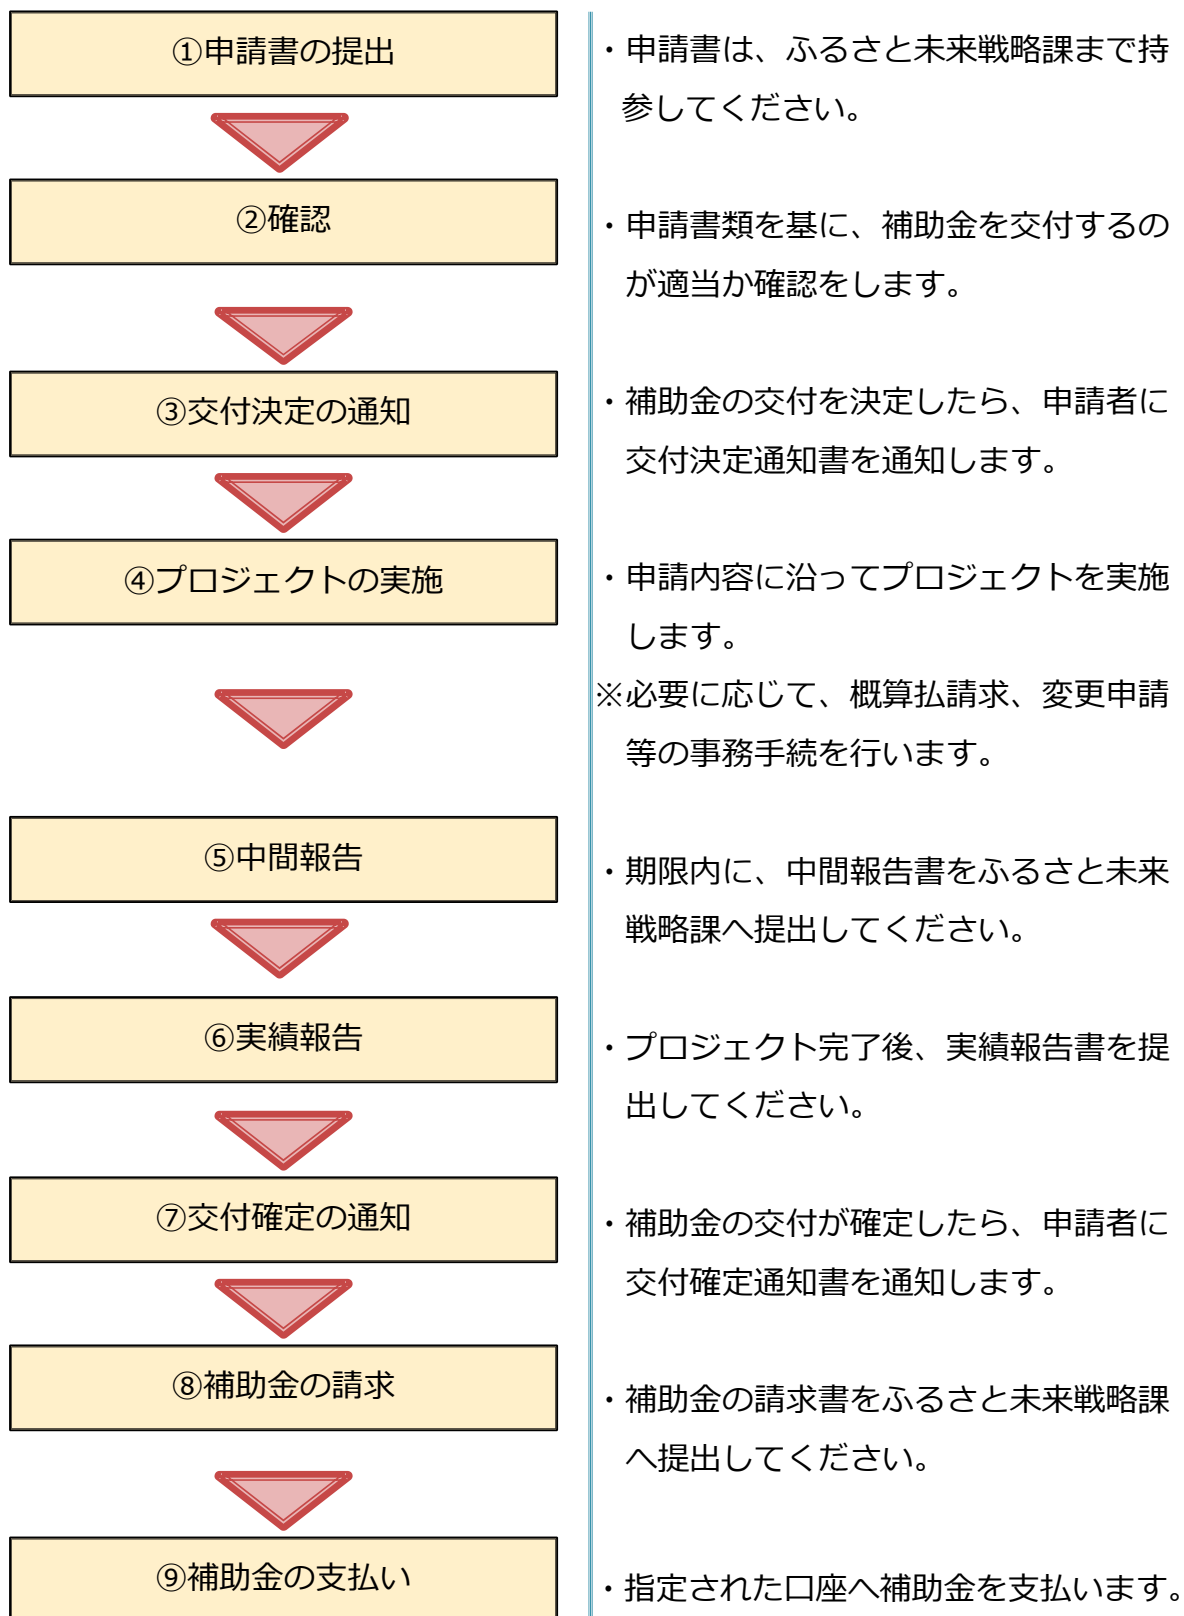 ①申請書の提出
・申請書は、ふるさと未来戦略課まで持
参してください。
②確認
・申請書類を基に、補助金を交付するの
が適当か確認をします。
③交付決定の通知
・補助金の交付を決定したら、申請者に
交付決定通知書を通知します。
④プロジェクトの実施
・申請内容に沿ってプロジェクトを実施
します。
※必要に応じて、概算払請求、変更申請
等の事務手続を行います。
⑤中間報告
・期限内に、中間報告書をふるさと未来
戦略課へ提出してください。
⑥実績報告
・プロジェクト完了後、実績報告書を提
出してください。
⑦交付確定の通知
・補助金の交付が確定したら、申請者に
交付確定通知書を通知します。
⑧補助金の請求
・補助金の請求書をふるさと未来戦略課
へ提出してください。
⑨補助金の支払い
・指定された口座へ補助金を支払います。